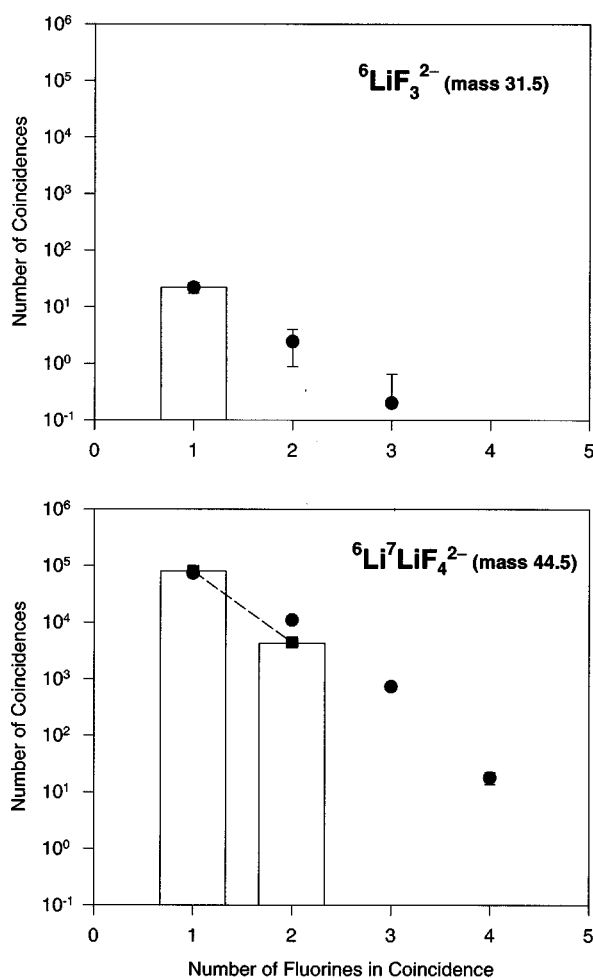 10⁶
10⁵
10⁴
10³
10²
10¹
10⁰
10⁻¹
Number of Coincidences
⁶LiF₃²⁻ (mass 31.5)
0 1 2 3 4 5
10⁶
10⁵
10⁴
10³
10²
10¹
10⁰
10⁻¹
Number of Coincidences
⁶Li⁷LiF₄²⁻ (mass 44.5)
0 1 2 3 4 5
Number of Fluorines in Coincidence